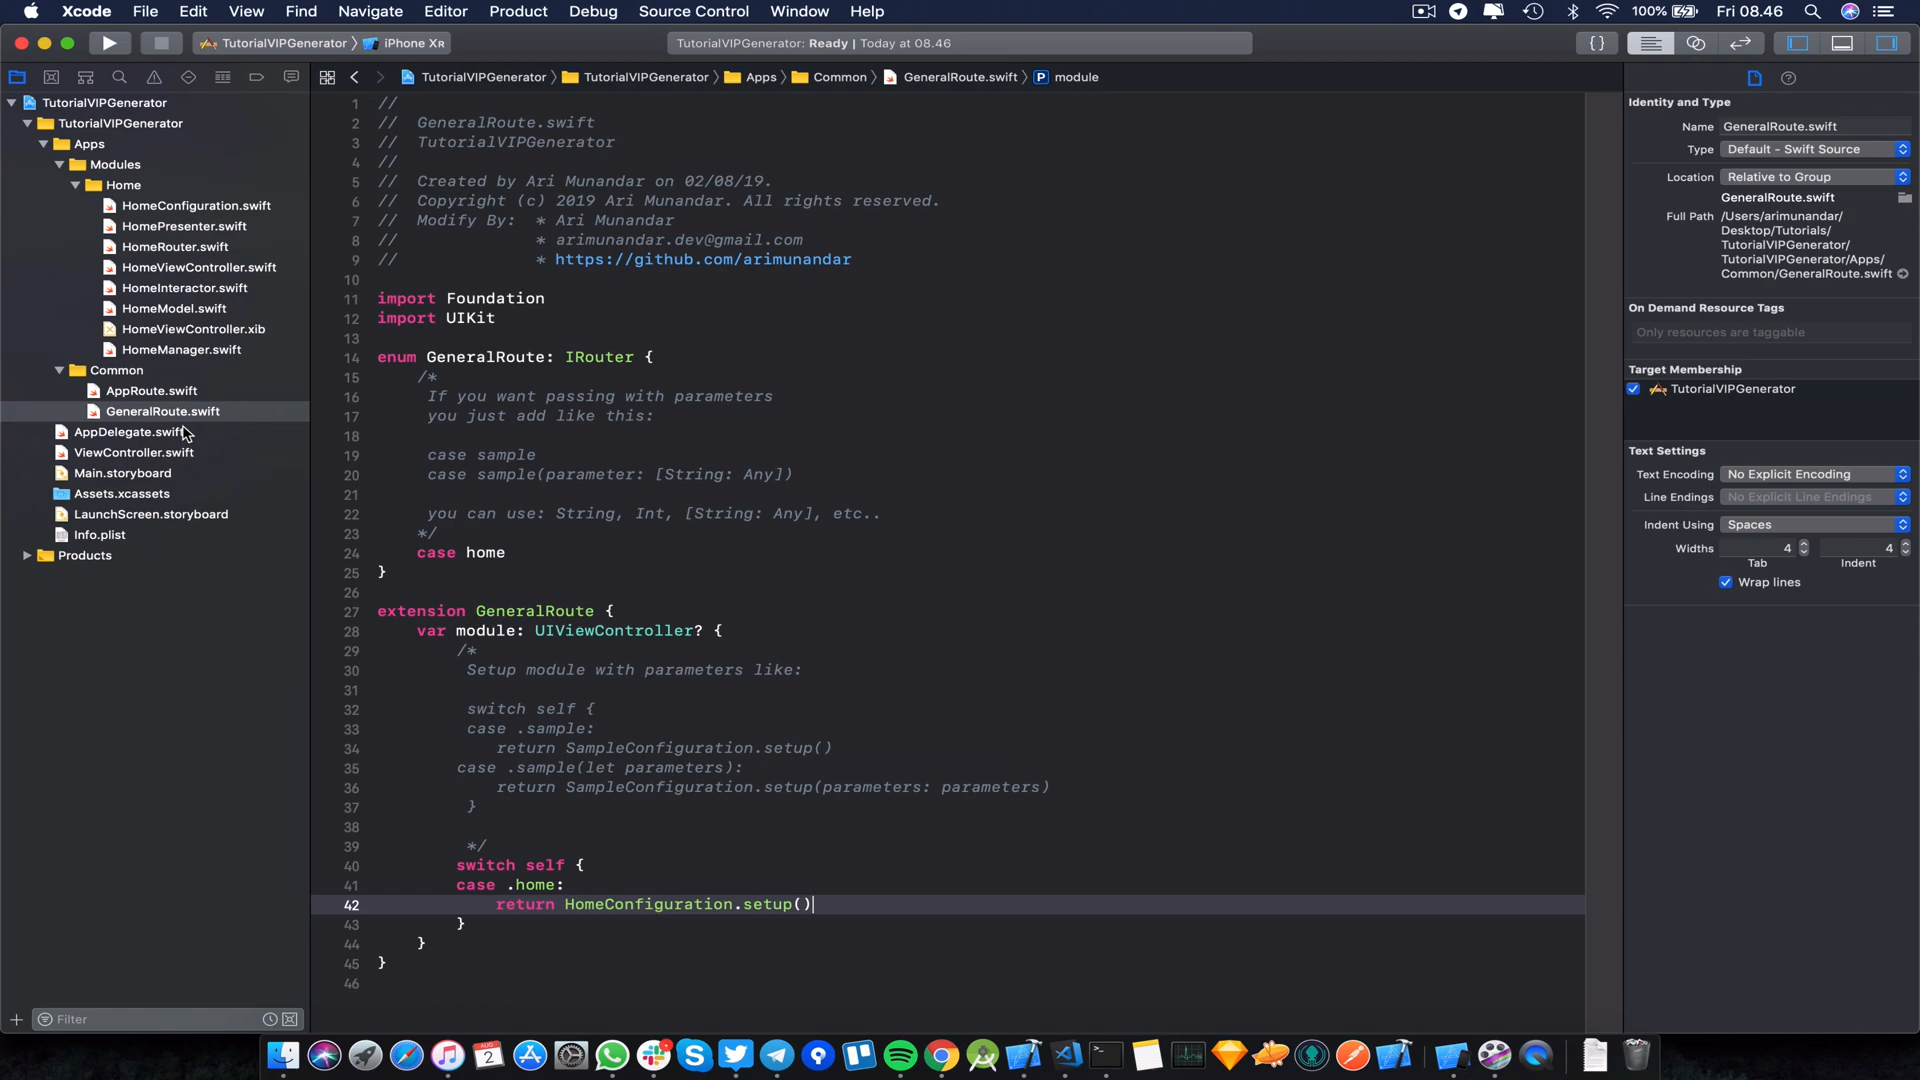 Xcode File Edit View Find Navigate Editor Product Debug Source Control Window Help 100% Fri 08.46
TutorialVIPGenerator iPhone XR TutorialVIPGenerator: Ready | Today at 08.46 {}
TutorialVIPGenerator TutorialVIPGenerator Apps Common GeneralRoute.swift P module
TutorialVIPGenerator
TutorialVIPGenerator
Apps
Modules
Home
HomeConfiguration.swift
HomePresenter.swift
HomeRouter.swift
HomeViewController.swift
HomeInteractor.swift
HomeModel.swift
HomeViewController.xib
HomeManager.swift
Common
AppRoute.swift
GeneralRoute.swift
AppDelegate.swift
ViewController.swift
Main.storyboard
Assets.xcassets
LaunchScreen.storyboard
Info.plist
Products
Filter
1 //
2 //  GeneralRoute.swift
3 //  TutorialVIPGenerator
4 //
5 //  Created by Ari Munandar on 02/08/19.
6 //  Copyright (c) 2019 Ari Munandar. All rights reserved.
7 //  Modify By:  * Ari Munandar
8 //              * arimunandar.dev@gmail.com
9 //              * https://github.com/arimunandar
10
11 import Foundation
12 import UIKit
13
14 enum GeneralRoute: IRouter {
15     /*
16      If you want passing with parameters
17      you just add like this:
18
19      case sample
20      case sample(parameter: [String: Any])
21
22      you can use: String, Int, [String: Any], etc..
23     */
24     case home
25 }
26
27 extension GeneralRoute {
28     var module: UIViewController? {
29         /*
30          Setup module with parameters like:
31
32          switch self {
33          case .sample:
34             return SampleConfiguration.setup()
35         case .sample(let parameters):
36             return SampleConfiguration.setup(parameters: parameters)
37          }
38
39          */
40         switch self {
41         case .home:
42             return HomeConfiguration.setup()
43         }
44     }
45 }
46
Identity and Type
Name GeneralRoute.swift
Type Default - Swift Source
Location Relative to Group
GeneralRoute.swift
Full Path /Users/arimunandar/
Desktop/Tutorials/
TutorialVIPGenerator/
TutorialVIPGenerator/Apps/
Common/GeneralRoute.swift
On Demand Resource Tags
Only resources are taggable
Target Membership
TutorialVIPGenerator
Text Settings
Text Encoding No Explicit Encoding
Line Endings No Explicit Line Endings
Indent Using Spaces
Widths 4 4
Tab Indent
Wrap lines
AUG
2